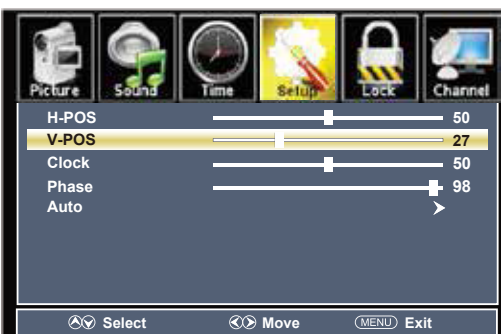 Picture Sound Time Setup Lock Channel
H-POS 50
V-POS 27
Clock 50
Phase 98
Auto
Select Move MENU Exit